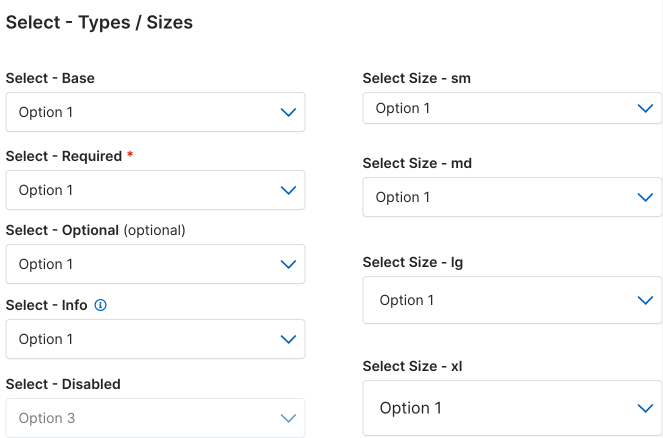 Select - Types / Sizes
Select - Base
Option 1
Select - Required *
Option 1
Select - Optional (optional)
Option 1
Select - Info
Option 1
Select - Disabled
Option 3
Select Size - sm
Option 1
Select Size - md
Option 1
Select Size - lg
Option 1
Select Size - xl
Option 1